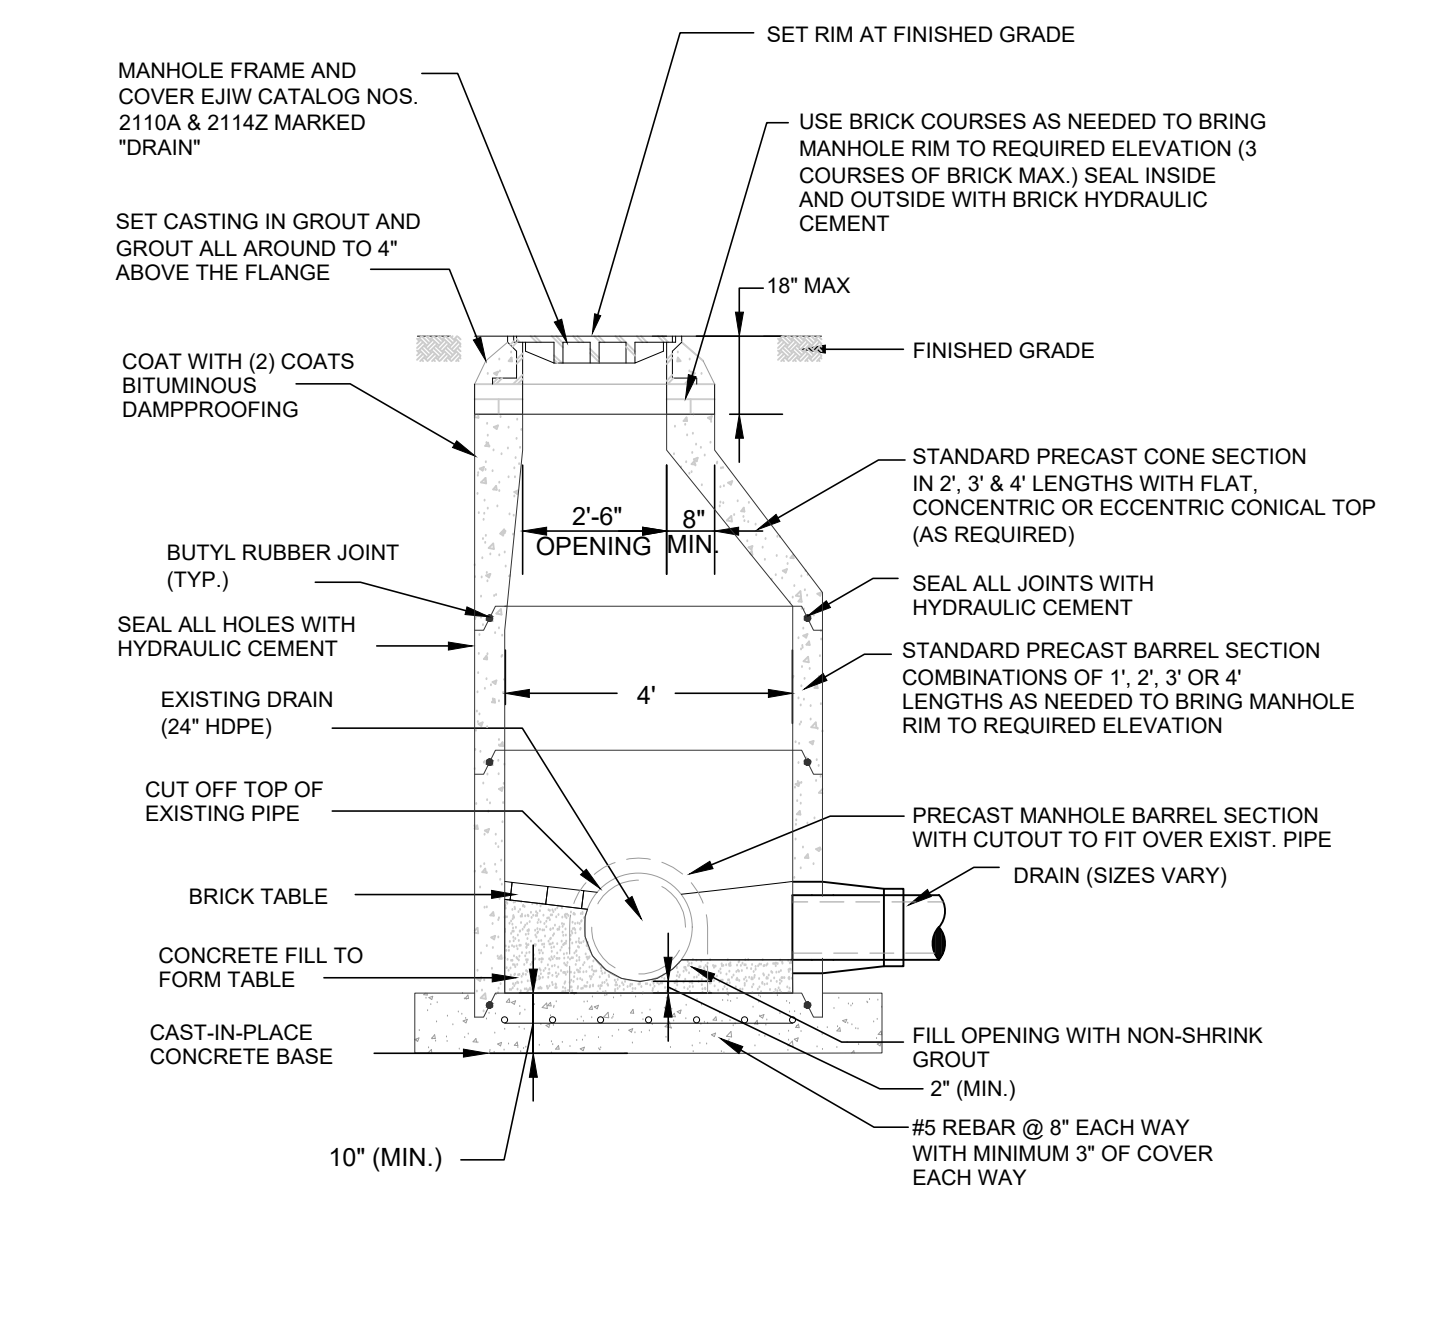 SET RIM AT FINISHED GRADE
MANHOLE FRAME AND
COVER EJIW CATALOG NOS.
2110A & 2114Z MARKED
"DRAIN"
USE BRICK COURSES AS NEEDED TO BRING
MANHOLE RIM TO REQUIRED ELEVATION (3
COURSES OF BRICK MAX.) SEAL INSIDE
AND OUTSIDE WITH BRICK HYDRAULIC
CEMENT
SET CASTING IN GROUT AND
GROUT ALL AROUND TO 4"
ABOVE THE FLANGE
18" MAX
FINISHED GRADE
COAT WITH (2) COATS
BITUMINOUS
DAMPPROOFING
STANDARD PRECAST CONE SECTION
IN 2', 3' & 4' LENGTHS WITH FLAT,
CONCENTRIC OR ECCENTRIC CONICAL TOP
(AS REQUIRED)
2'-6"
OPENING
8"
MIN.
BUTYL RUBBER JOINT
(TYP.)
SEAL ALL JOINTS WITH
HYDRAULIC CEMENT
SEAL ALL HOLES WITH
HYDRAULIC CEMENT
STANDARD PRECAST BARREL SECTION
COMBINATIONS OF 1', 2', 3' OR 4'
LENGTHS AS NEEDED TO BRING MANHOLE
RIM TO REQUIRED ELEVATION
4'
EXISTING DRAIN
(24" HDPE)
CUT OFF TOP OF
EXISTING PIPE
PRECAST MANHOLE BARREL SECTION
WITH CUTOUT TO FIT OVER EXIST. PIPE
DRAIN (SIZES VARY)
BRICK TABLE
CONCRETE FILL TO
FORM TABLE
CAST-IN-PLACE
CONCRETE BASE
FILL OPENING WITH NON-SHRINK
GROUT
2" (MIN.)
#5 REBAR @ 8" EACH WAY
WITH MINIMUM 3" OF COVER
EACH WAY
10" (MIN.)